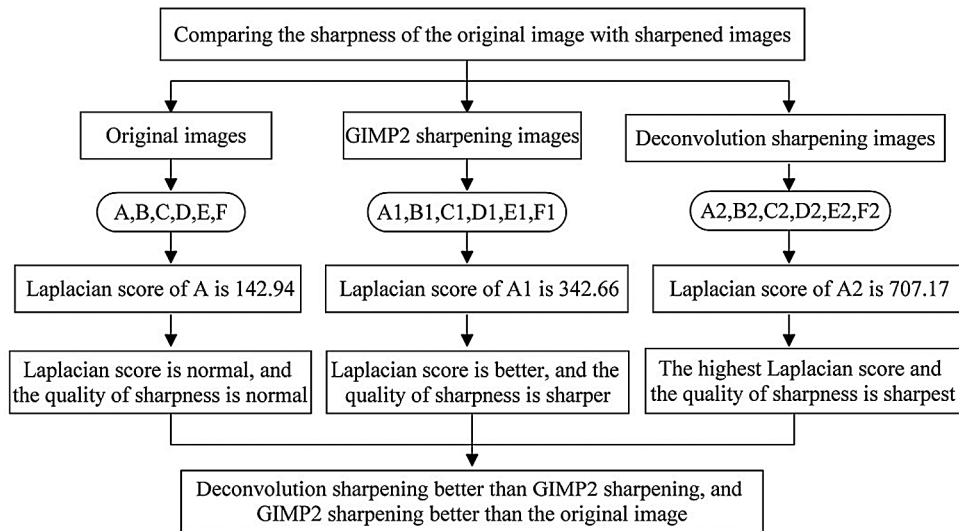 Comparing the sharpness of the original image with sharpened images
Original images
GIMP2 sharpening images
Deconvolution sharpening images
A,B,C,D,E,F
A1,B1,C1,D1,E1,F1
A2,B2,C2,D2,E2,F2
Laplacian score of A is 142.94
Laplacian score of A1 is 342.66
Laplacian score of A2 is 707.17
Laplacian score is normal, and
the quality of sharpness is normal
Laplacian score is better, and the
quality of sharpness is sharper
The highest Laplacian score and
the quality of sharpness is sharpest
Deconvolution sharpening better than GIMP2 sharpening, and
GIMP2 sharpening better than the original image